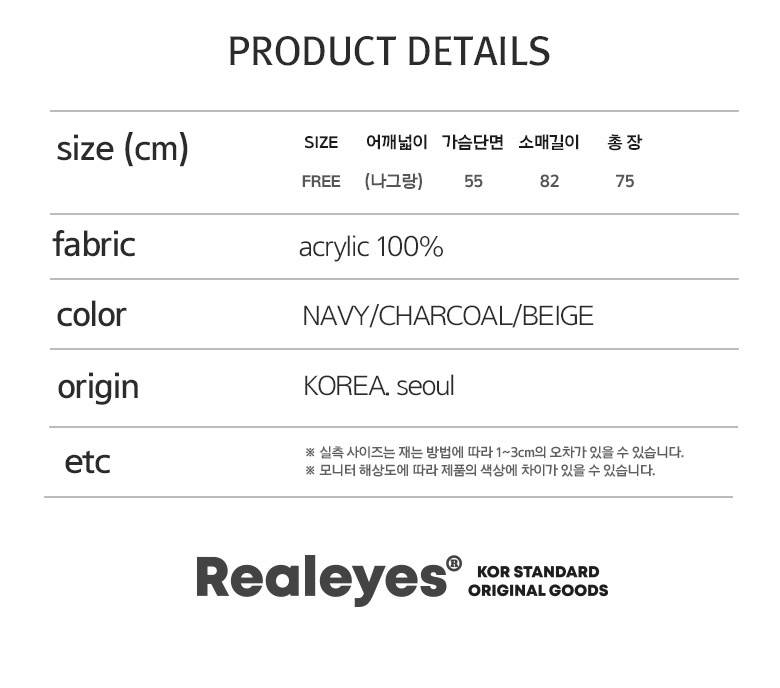 PRODUCT DETAILS
size (cm)
SIZE 어깨넓이 가슴단면 소매길이 총 장
FREE (나그랑) 55 82 75
fabric acrylic 100%
color NAVY/CHARCOAL/BEIGE
origin KOREA. seoul
etc
※ 실측 사이즈는 재는 방법에 따라 1~3cm의 오차가 있을 수 있습니다.
※ 모니터 해상도에 따라 제품의 색상에 차이가 있을 수 있습니다.
Realeyes® KOR STANDARD
ORIGINAL GOODS